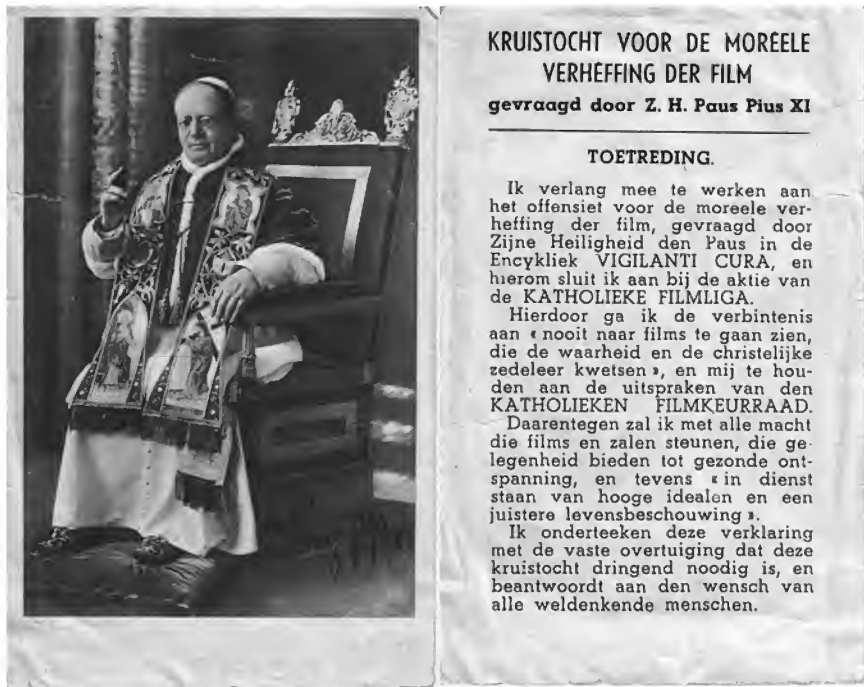 KRUISTOCHT VOOR DE MOREELE
VERHEFFING DER FILM
gevraagd door Z. H. Paus Pius XI
TOETREDING.
Ik verlang mee te werken aan
het offensief voor de moreele ver-
heffing der film, gevraagd door
Zijne Heiligheid den Paus in de
Encykliek VIGILANTI CURA, en
hierom sluit ik aan bij de aktie van
de KATHOLIEKE FILMLIGA.
Hierdoor ga ik de verbintenis
aan « nooit naar films te gaan zien,
die de waarheid en de christelijke
zedeleer kwetsen », en mij te hou-
den aan de uitspraken van den
KATHOLIEKEN FILMKEURRAAD.
Daarentegen zal ik met alle macht
die films en zalen steunen, die ge-
legenheid bieden tot gezonde ont-
spanning, en tevens « in dienst
staan van hooge idealen en een
juistere levensbeschouwing ».
Ik onderteeken deze verklaring
met de vaste overtuiging dat deze
kruistocht dringend noodig is, en
beantwoordt aan den wensch van
alle weldenkende menschen.